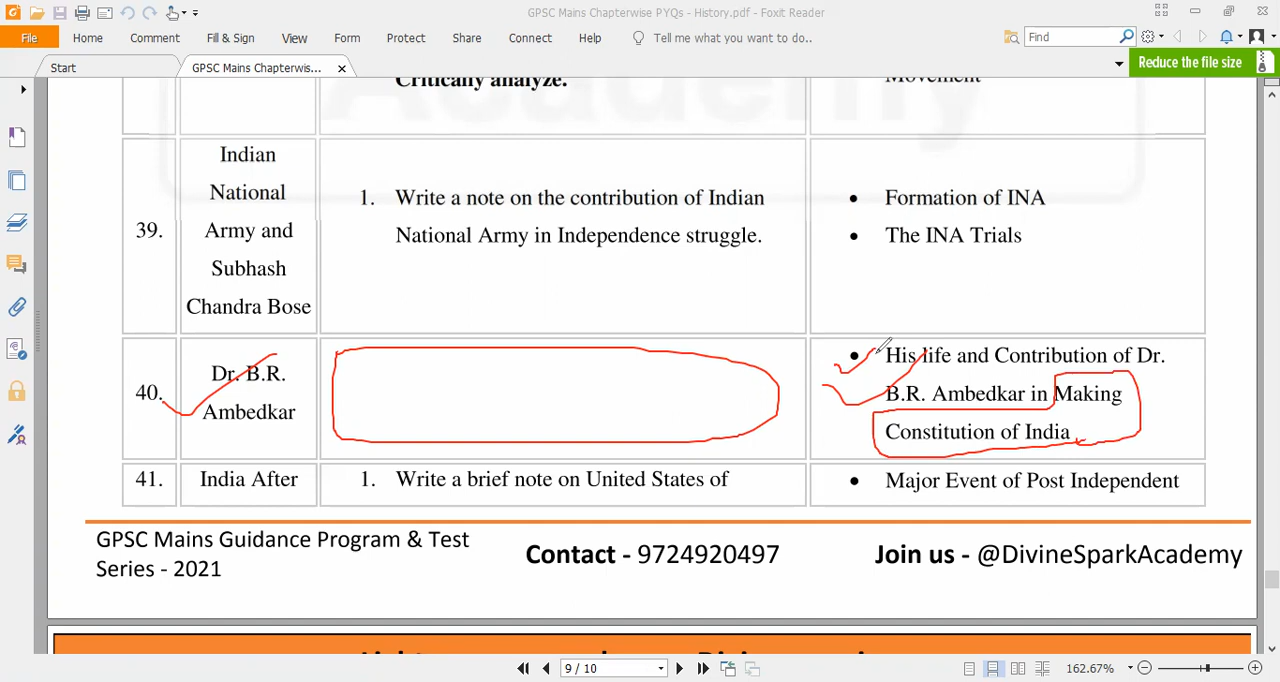 GPSC Mains Chapterwise PYQs - History.pdf - Foxit Reader
File Home Comment Fill & Sign View Form Protect Share Connect Help Tell me what you want to do.. Find
Start GPSC Mains Chapterwis... Reduce the file size
Critically analyze.
Movement
Academy
39.
Indian
National
Army and
Subhash
Chandra Bose
1. Write a note on the contribution of Indian
National Army in Independence struggle.
• Formation of INA
• The INA Trials
40.
Dr. B.R.
Ambedkar
• His life and Contribution of Dr.
B.R. Ambedkar in Making
Constitution of India
41. India After
1. Write a brief note on United States of
• Major Event of Post Independent
GPSC Mains Guidance Program & Test
Series - 2021
Contact - 9724920497
Join us - @DivineSparkAcademy
9 / 10
162.67%